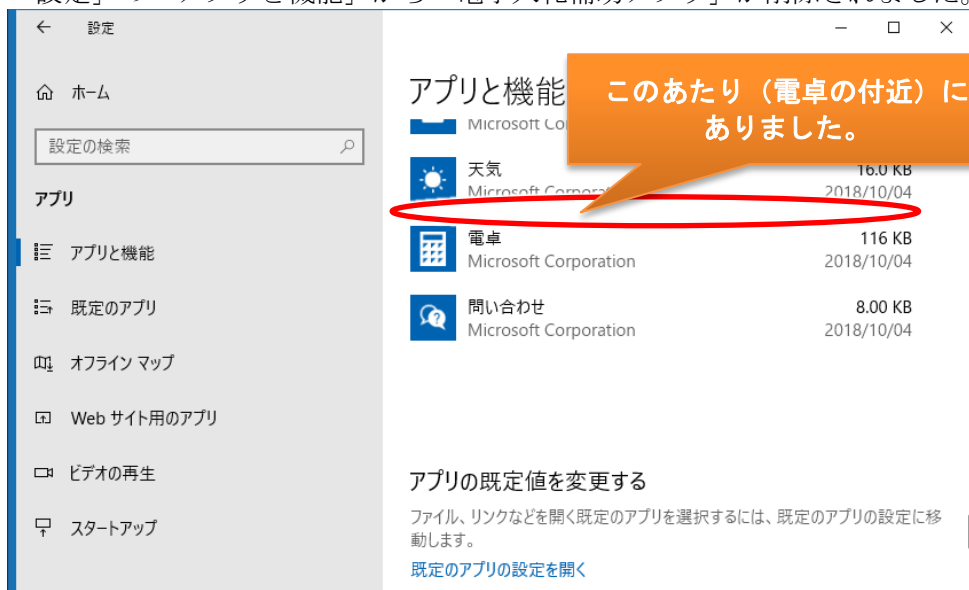 設定
ホーム
設定の検索
アプリ
アプリと機能
既定のアプリ
オフライン マップ
Web サイト用のアプリ
ビデオの再生
スタートアップ
アプリと機能
このあたり（電卓の付近）に
ありました。
Microsoft Co
天気
16.0 KB
Microsoft Corporat
2018/10/04
電卓
116 KB
Microsoft Corporation
2018/10/04
問い合わせ
8.00 KB
Microsoft Corporation
2018/10/04
アプリの既定値を変更する
ファイル、リンクなどを開く既定のアプリを選択するには、既定のアプリの設定に移
動します。
既定のアプリの設定を開く